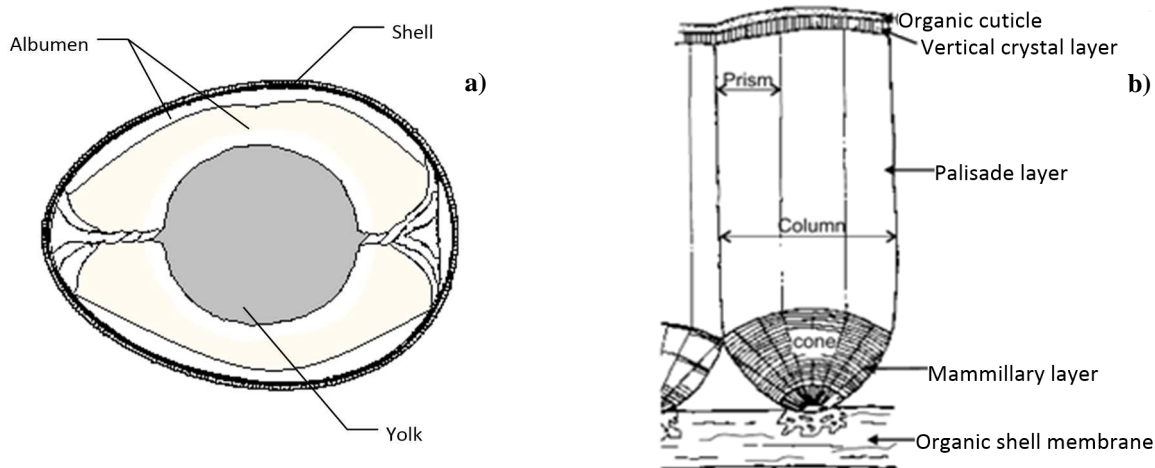 Albumen
Shell
a)
Yolk
Organic cuticle
Vertical crystal layer
b)
Prism
Palisade layer
Column
cone
Mammillary layer
Organic shell membrane